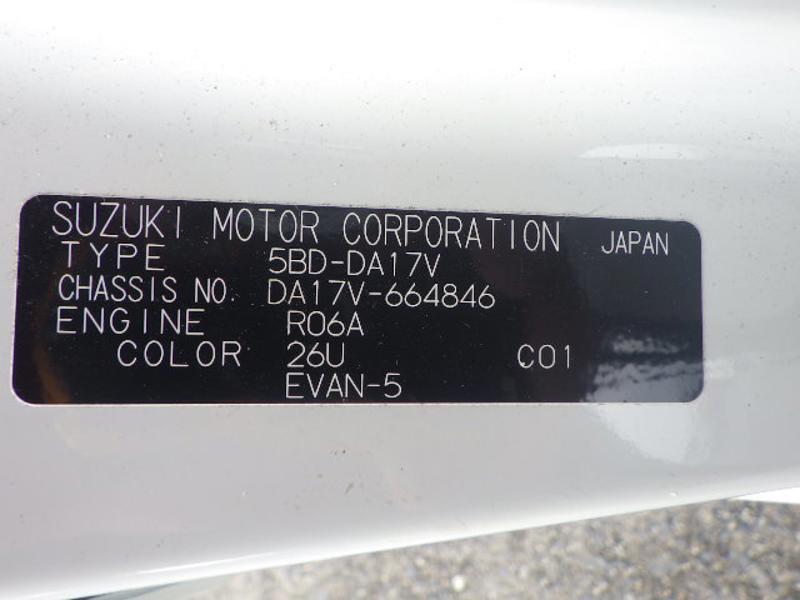 SUZUKI MOTOR CORPORATION JAPAN
TYPE 5BD-DA17V
CHASSIS NO. DA17V-664846
ENGINE R06A
COLOR 26U C01
EVAN-5